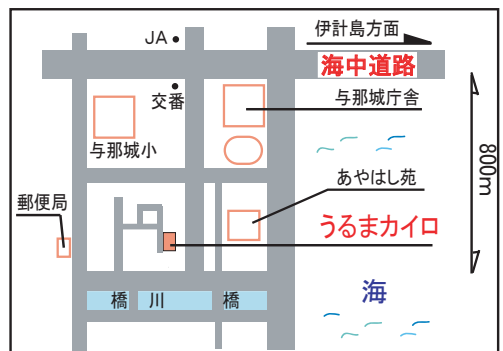 JA
伊計島方面
海中道路
交番
与那城庁舎
与那城小
800m
あやはし苑
郵便局
うるまカイロ
海
橋 川 橋